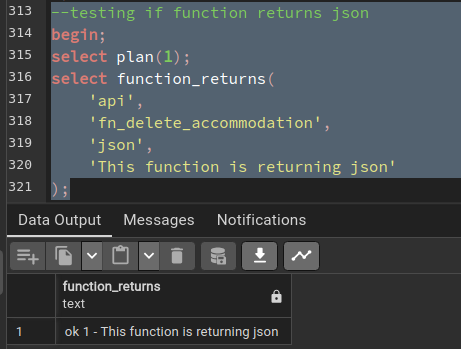 313 --testing if function returns json
314 begin;
315 select plan(1);
316 select function_returns(
317     'api',
318     'fn_delete_accommodation',
319     'json',
320     'This function is returning json'
321 );
Data Output Messages Notifications
function_returns
text
1 ok 1 - This function is returning json